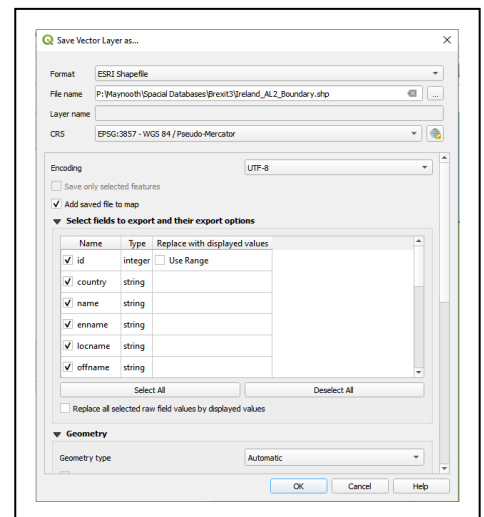 Save Vector Layer as...
Format ESRI Shapefile
File name P:\Maynooth\Spacial Databases\Brexit3\Ireland_AL2_Boundary.shp ...
Layer name
CRS EPSG:3857 - WGS 84 / Pseudo-Mercator
Encoding UTF-8
Save only selected features
Add saved file to map
Select fields to export and their export options
Name Type Replace with displayed values
id integer Use Range
country string
name string
enname string
locname string
offname string
Select All Deselect All
Replace all selected raw field values by displayed values
Geometry
Geometry type Automatic
OK Cancel Help